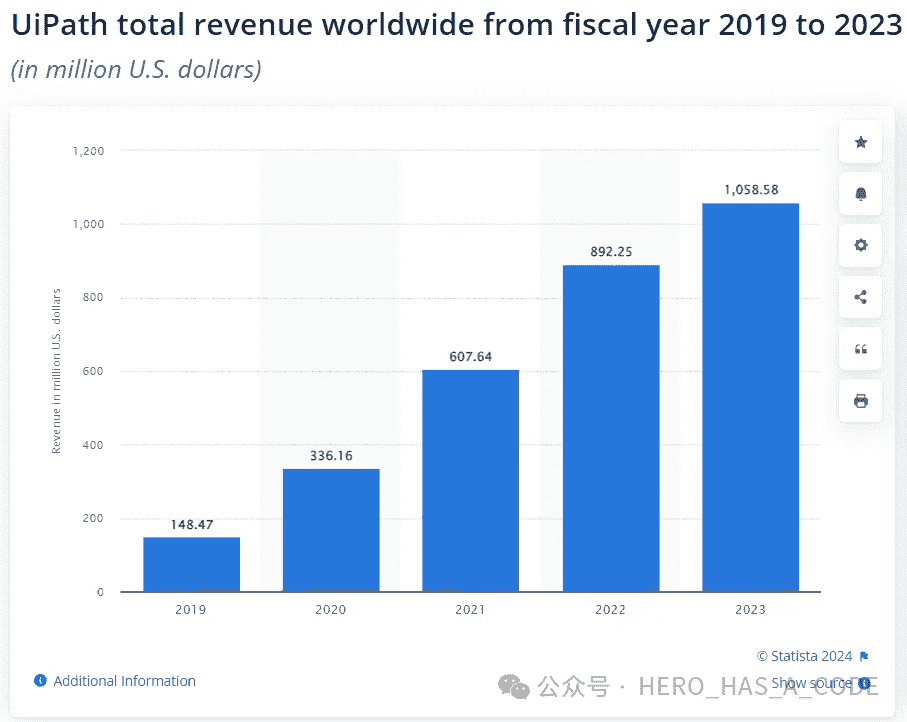 UiPath total revenue worldwide from fiscal year 2019 to 2023
(in million U.S. dollars)
Revenue in million U.S. dollars
1,200
1,000
800
600
400
200
0
148.47
336.16
607.64
892.25
1,058.58
2019
2020
2021
2022
2023
© Statista 2024
Additional Information
Show source
公众号 · HERO_HAS_A_CODE